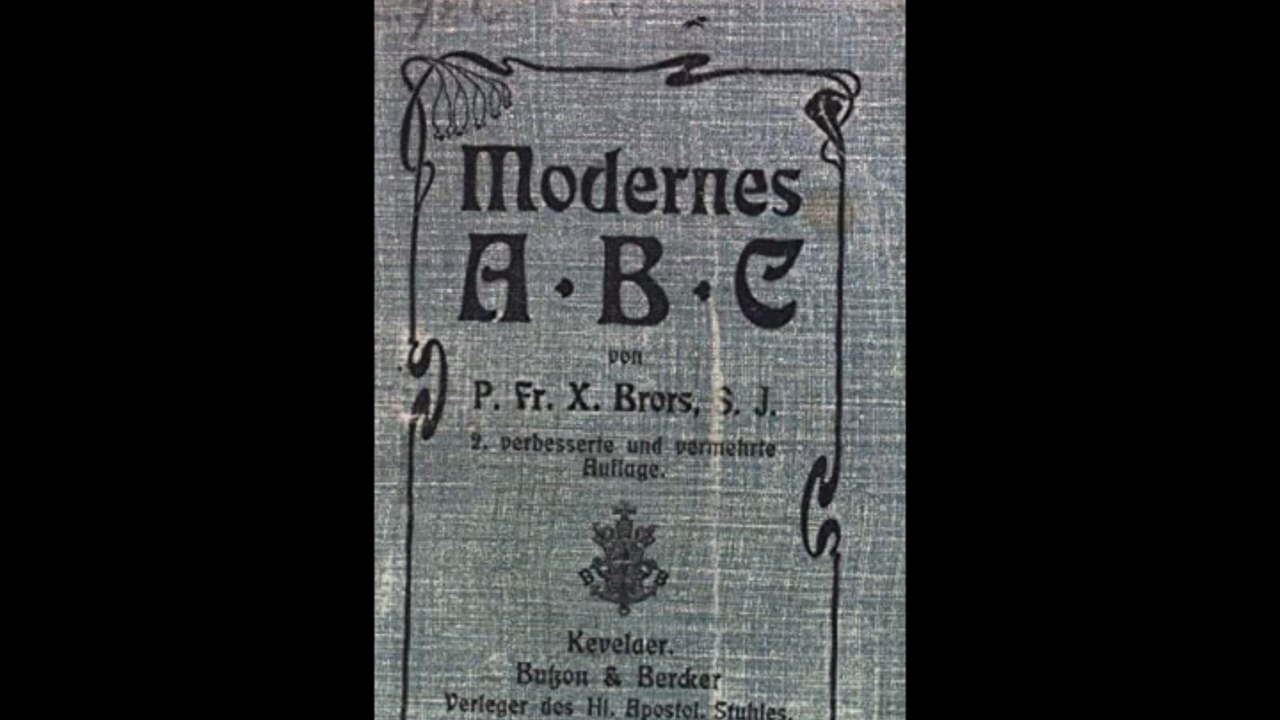 Modernes
A · B · C
von
P. Fr. X. Brors, S. J.
2. verbesserte und vermehrte
Auflage.
B B
Kevelaer.
Butzon & Bercker
Verleger des Hl. Apostol. Stuhles.